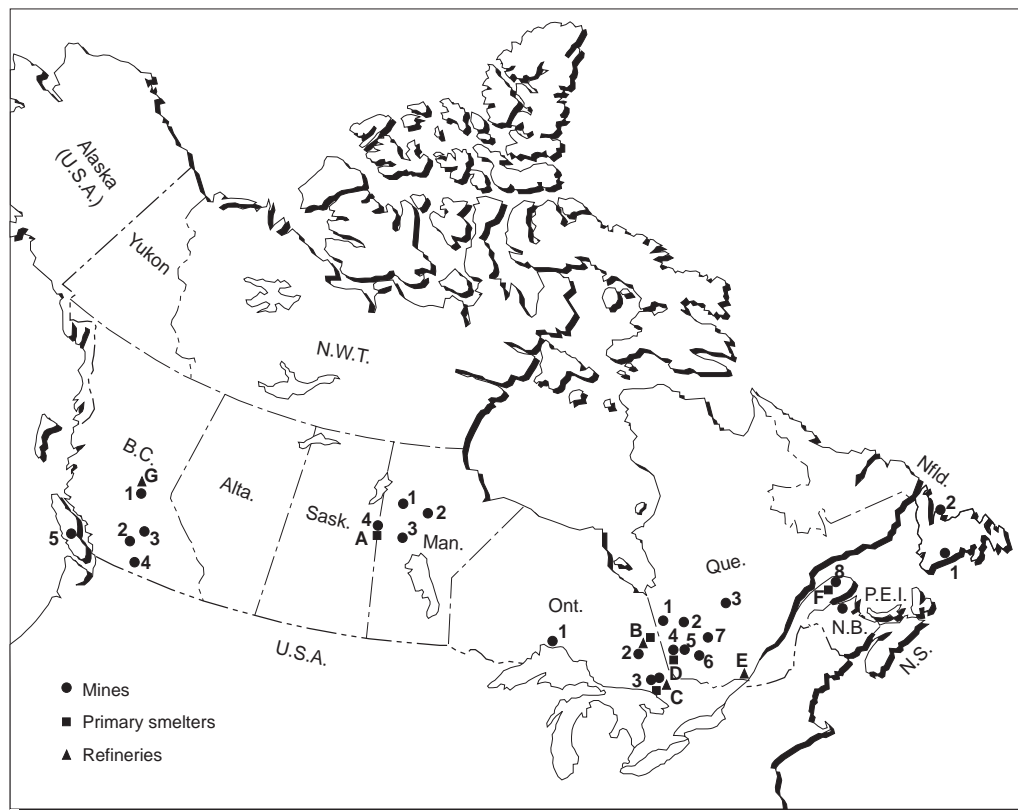 Alaska
(U.S.A.)
Yukon
N.W.T.
B.C.
G
1
5
2
3
4
Alta.
Sask.
4
A
1
2
3
Man.
U.S.A.
Ont.
1
Que.
1
2
3
B
2
4
5
7
6
D
3
C
E
Nfld.
2
1
8
F
P.E.I.
N.B.
N.S.
Mines
Primary smelters
Refineries